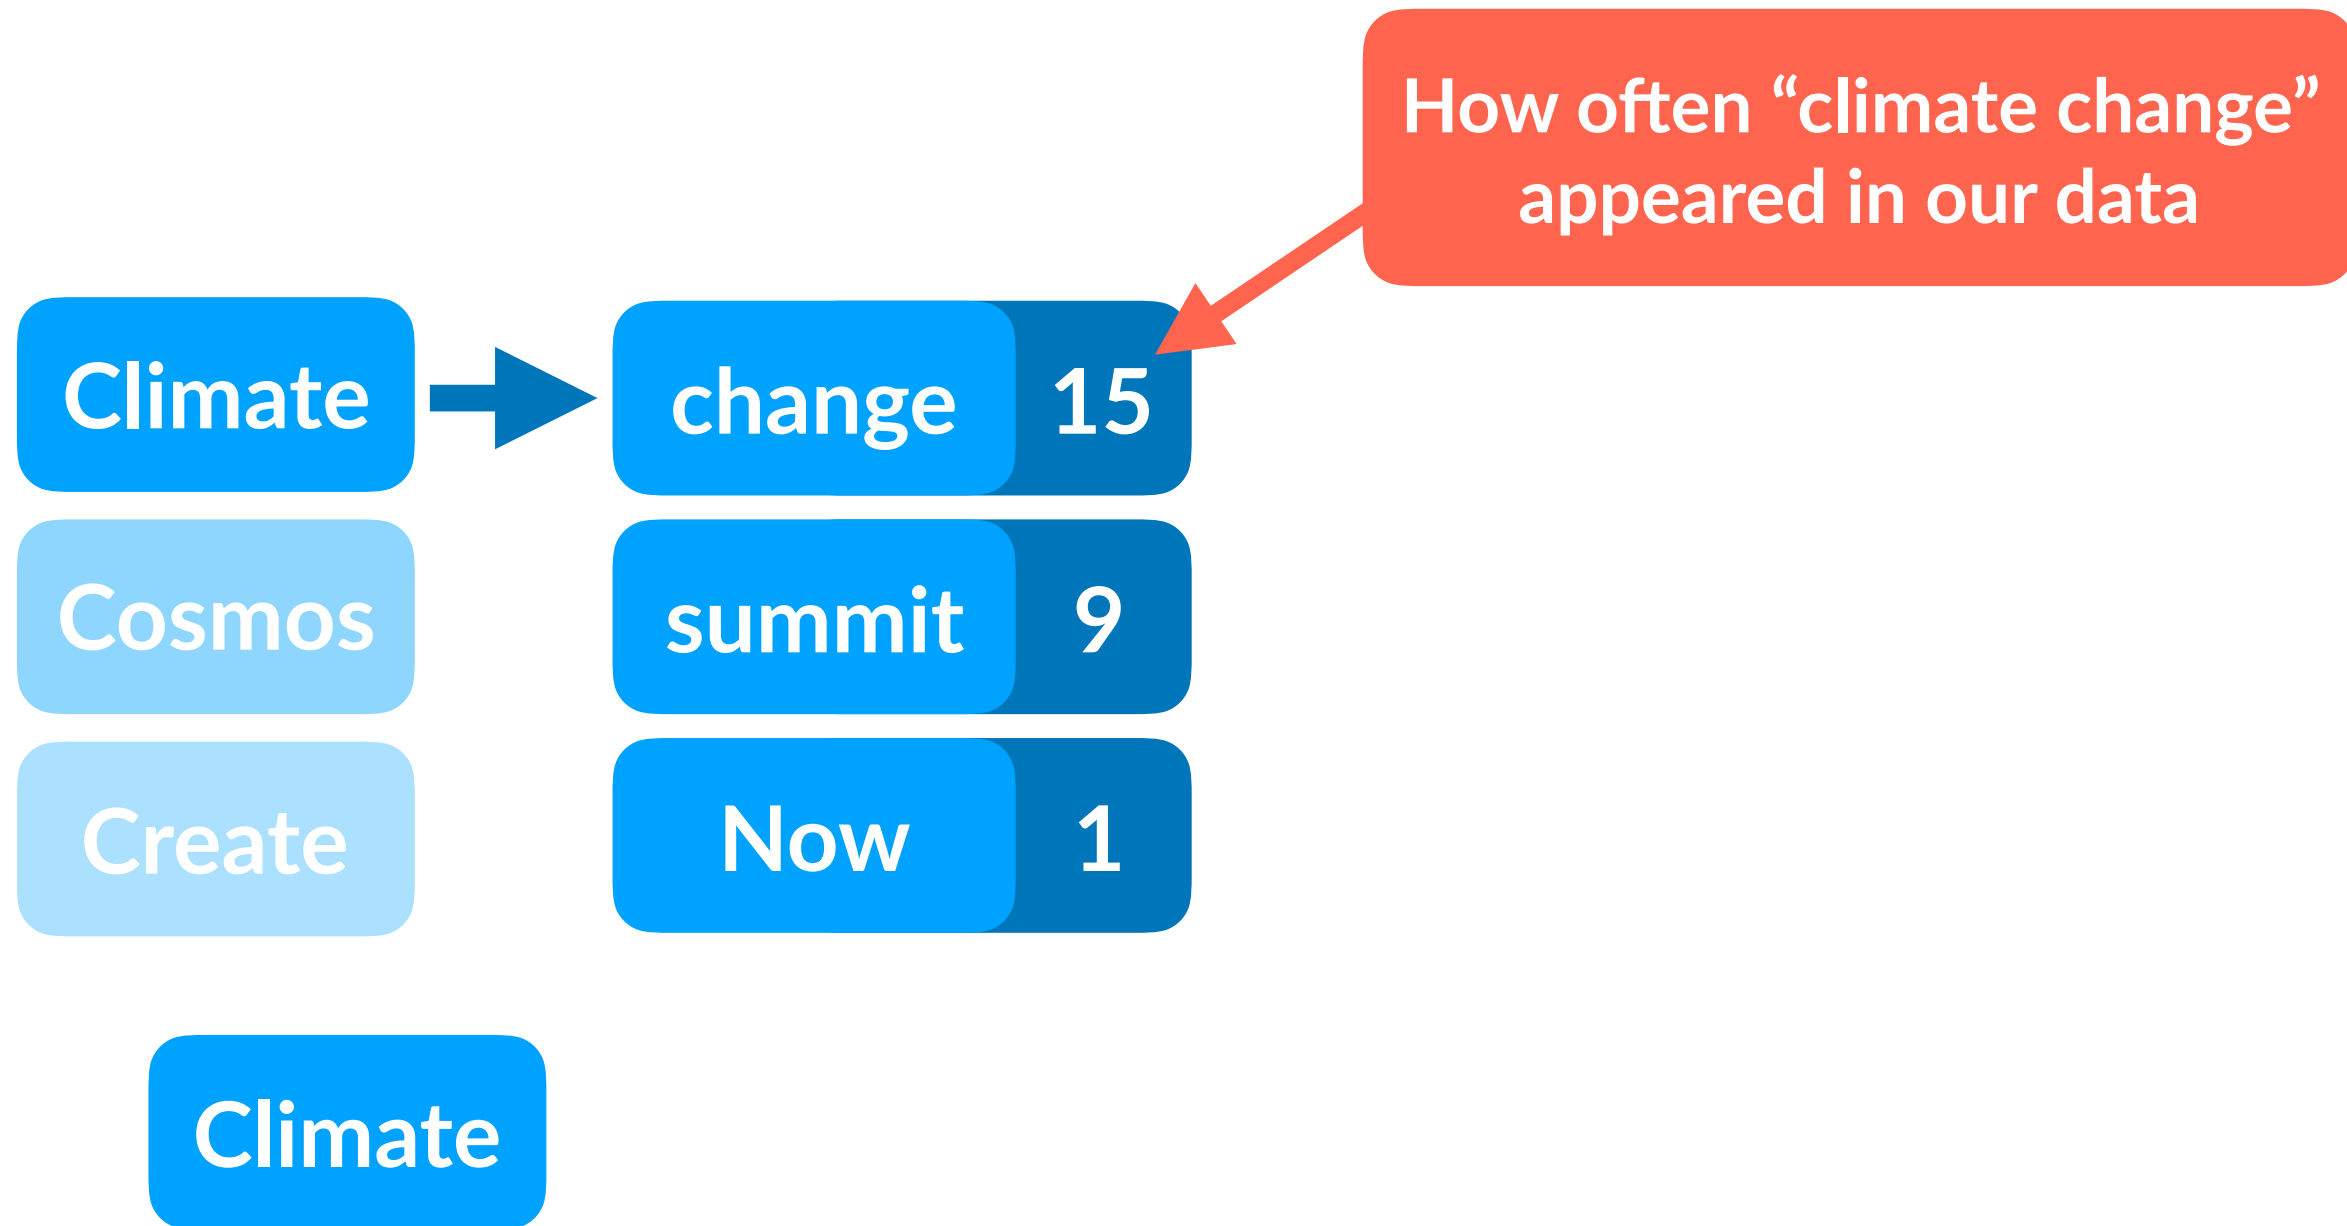 How often “climate change”
appeared in our data
Climate
change 15
Cosmos
summit 9
Create
Now 1
Climate